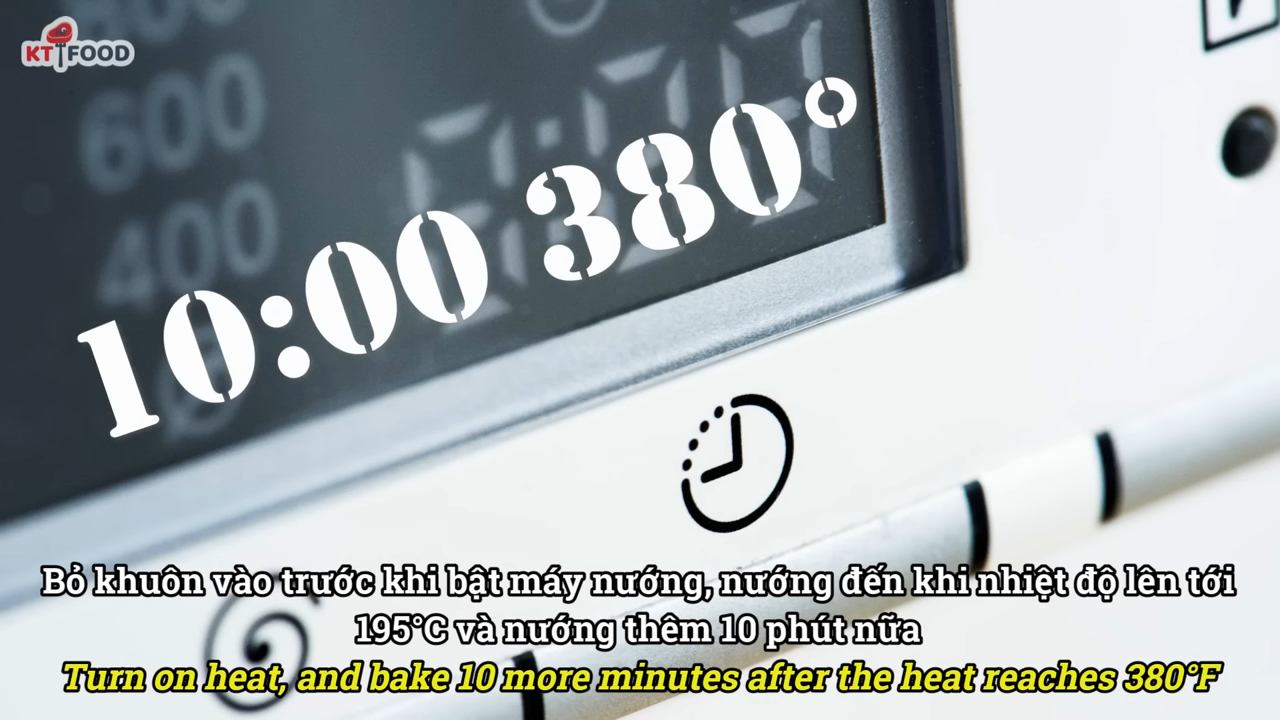 KT FOOD
600
400
10:00 380°
Bỏ khuôn vào trước khi bật máy nướng, nướng đến khi nhiệt độ lên tới
195°C và nướng thêm 10 phút nữa
Turn on heat, and bake 10 more minutes after the heat reaches 380°F